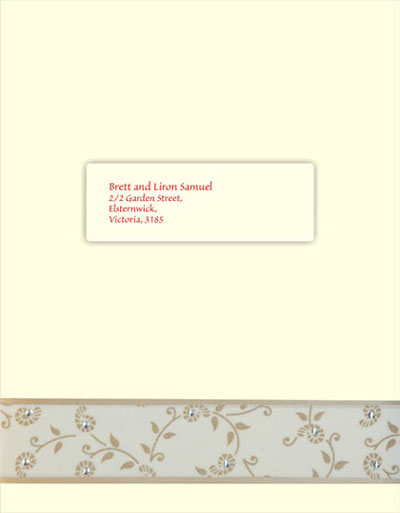 Brett and Liron Samuel
2/2 Garden Street,
Elsternwick,
Victoria, 3185